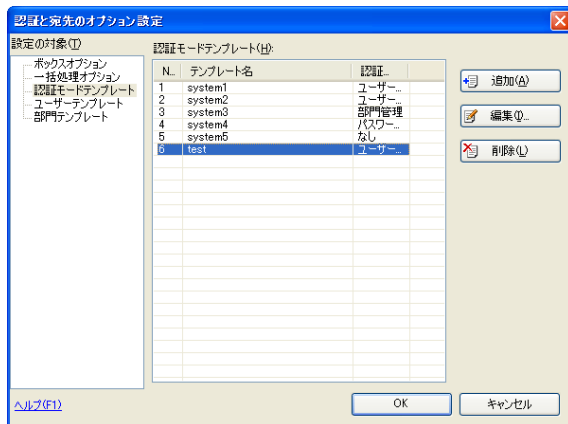 認証と宛先のオプション設定
設定の対象(T)
ボックスオプション
一括処理オプション
認証モードテンプレート
ユーザーテンプレート
部門テンプレート
認証モードテンプレート(H):
N... テンプレート名 認証...
1 system1 ユーザー...
2 system2 ユーザー...
3 system3 部門管理
4 system4 パスワー...
5 system5 なし
6 test ユーザー...
追加(A)
編集(I)...
削除(L)
ヘルプ(F1)
OK
キャンセル